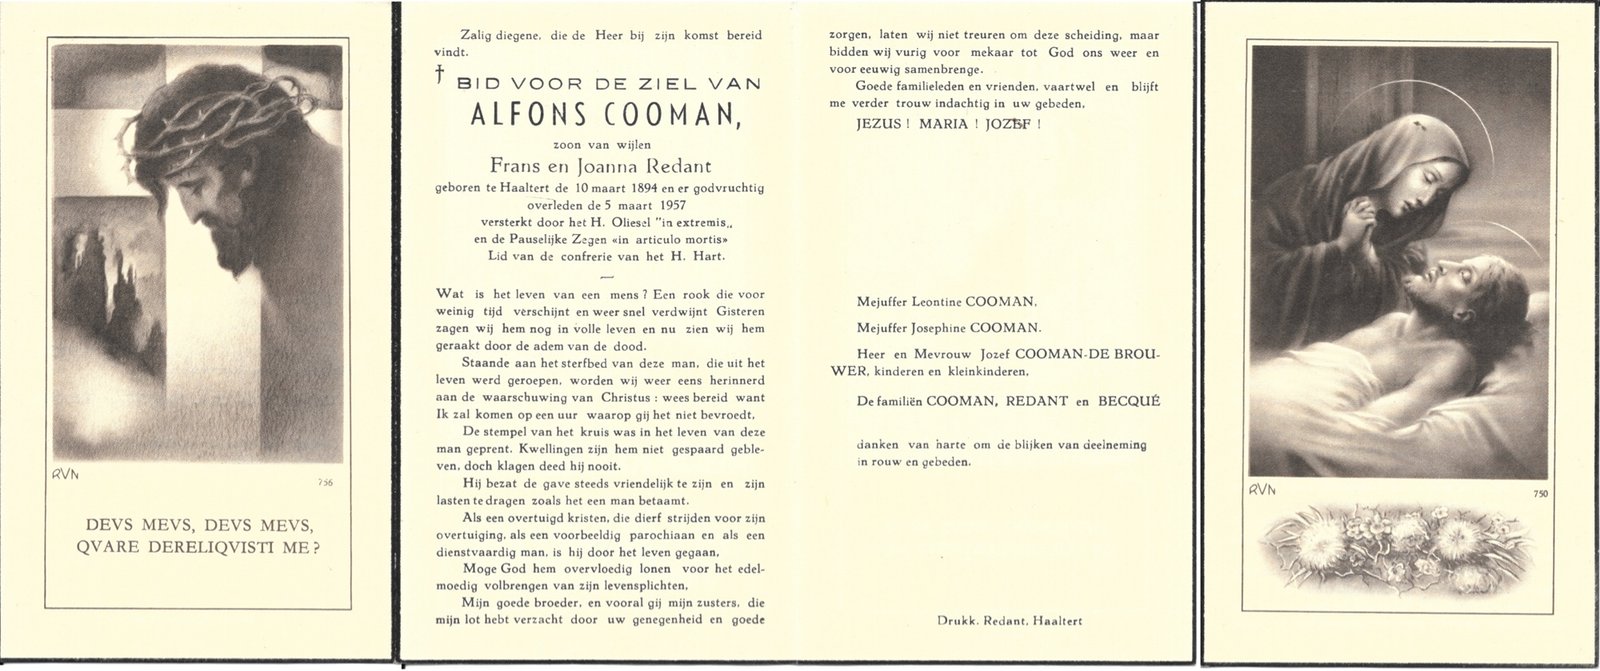 RVN
756
DEVS MEVS, DEVS MEVS,
QVARE DERELIQVISTI ME?
Zalig diegene, die de Heer bij zijn komst bereid
vindt.
† BID VOOR DE ZIEL VAN
ALFONS COOMAN,
zoon van wijlen
Frans en Joanna Redant
geboren te Haaltert de 10 maart 1894 en er godvruchtig
overleden de 5 maart 1957
versterkt door het H. Oliesel "in extremis,,
en de Pauselijke Zegen «in articulo mortis»
Lid van de confrerie van het H. Hart.
Wat is het leven van een mens? Een rook die voor
weinig tijd verschijnt en weer snel verdwijnt Gisteren
zagen wij hem nog in volle leven en nu zien wij hem
geraakt door de adem van de dood.
Staande aan het sterfbed van deze man, die uit het
leven werd geroepen, worden wij weer eens herinnerd
aan de waarschuwing van Christus : wees bereid want
Ik zal komen op een uur waarop gij het niet bevroedt,
De stempel van het kruis was in het leven van deze
man geprent. Kwellingen zijn hem niet gespaard geble-
ven, doch klagen deed hij nooit.
Hij bezat de gave steeds vriendelijk te zijn en zijn
lasten te dragen zoals het een man betaamt.
Als een overtuigd kristen, die dierf strijden voor zijn
overtuiging, als een voorbeeldig parochiaan en als een
dienstvaardig man, is hij door het leven gegaan,
Moge God hem overvloedig lonen voor het edel-
moedig volbrengen van zijn levensplichten,
Mijn goede broeder, en vooral gij mijn zusters, die
mijn lot hebt verzacht door uw genegenheid en goede
zorgen, laten wij niet treuren om deze scheiding, maar
bidden wij vurig voor mekaar tot God ons weer en
voor eeuwig samenbrenge.
Goede familieleden en vrienden, vaartwel en blijft
me verder trouw indachtig in uw gebeden,
JEZUS! MARIA! JOZEF!
Mejuffer Leontine COOMAN,
Mejuffer Josephine COOMAN.
Heer en Mevrouw Jozef COOMAN-DE BROU-
WER, kinderen en kleinkinderen,
De familiën COOMAN, REDANT en BECQUÉ
danken van harte om de blijken van deelneming
in rouw en gebeden.
Drukk. Redant, Haaltert
RVN
750